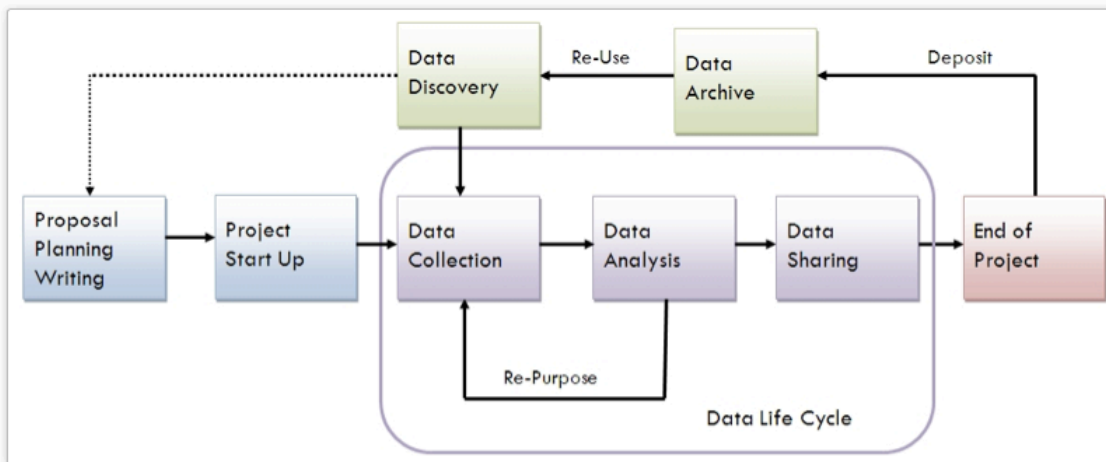 Data
Discovery
Re-Use
Data
Archive
Deposit
Proposal
Planning
Writing
Project
Start Up
Data
Collection
Data
Analysis
Data
Sharing
End of
Project
Re-Purpose
Data Life Cycle